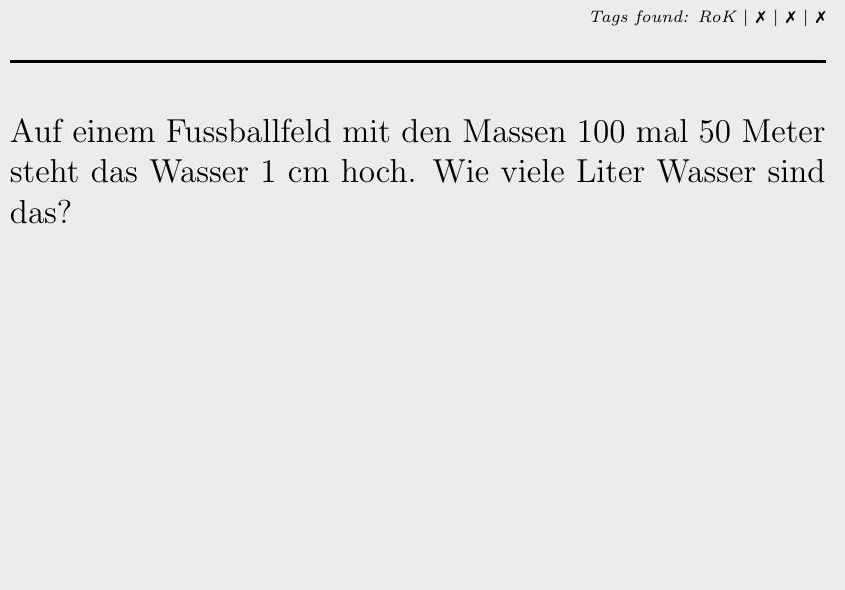 Tags found: RoK | ✗ | ✗ | ✗
Auf einem Fussballfeld mit den Massen 100 mal 50 Meter
steht das Wasser 1 cm hoch. Wie viele Liter Wasser sind
das?